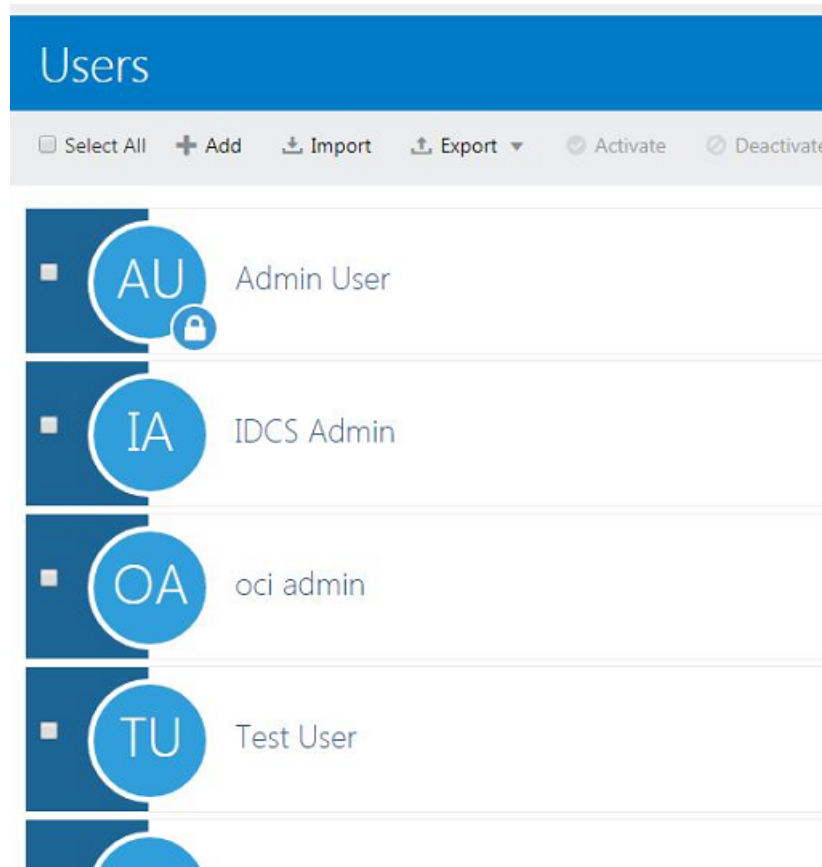 Users
Select All Add Import Export Activate Deactivate
AU Admin User
IA IDCS Admin
OA oci admin
TU Test User